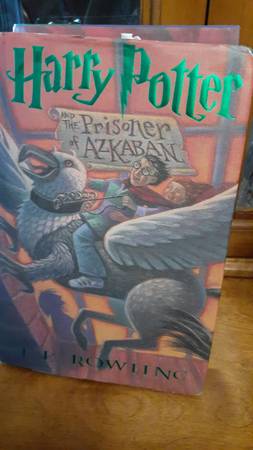 Harry Potter
AND THE Prisoner
of AZKABAN
J. K. ROWLING